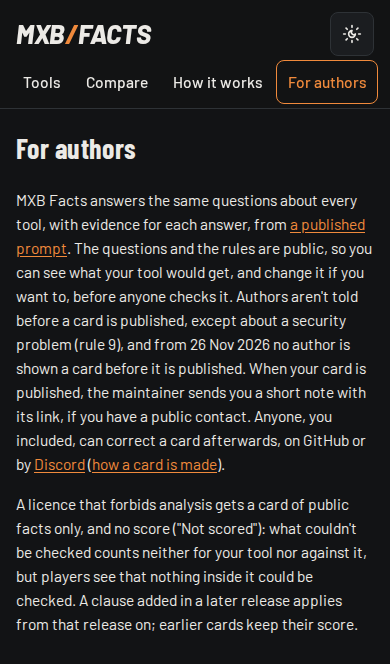 MXB/FACTS
Tools Compare How it works For authors
For authors
MXB Facts answers the same questions about every
tool, with evidence for each answer, from a published
prompt. The questions and the rules are public, so you
can see what your tool would get, and change it if you
want to, before anyone checks it. Authors aren't told
before a card is published, except about a security
problem (rule 9), and from 26 Nov 2026 no author is
shown a card before it is published. When your card is
published, the maintainer sends you a short note with
its link, if you have a public contact. Anyone, you
included, can correct a card afterwards, on GitHub or
by Discord (how a card is made).
A licence that forbids analysis gets a card of public
facts only, and no score ("Not scored"): what couldn't
be checked counts neither for your tool nor against it,
but players see that nothing inside it could be
checked. A clause added in a later release applies
from that release on; earlier cards keep their score.